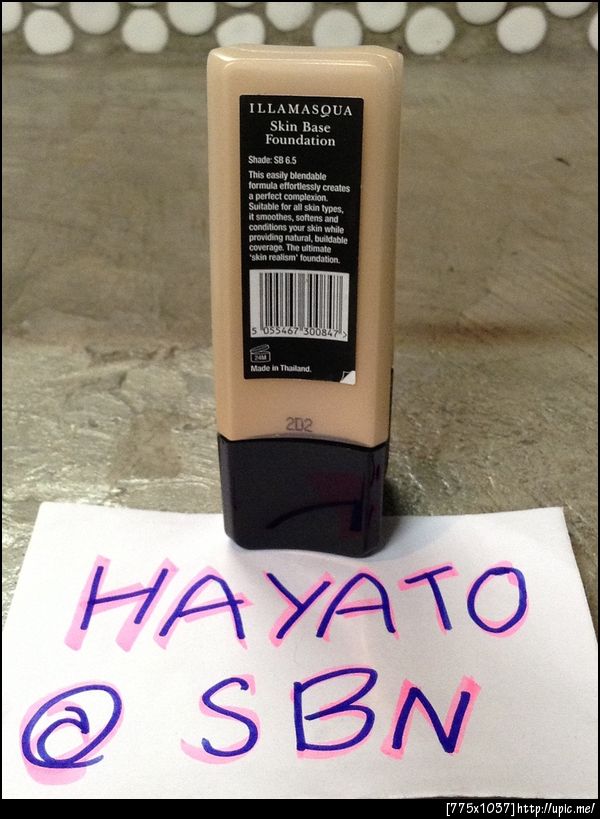 ILLAMASQUA
Skin Base
Foundation
Shade: SB 6.5
This easily blendable
formula effortlessly creates
a perfect complexion.
Suitable for all skin types,
it smoothes, softens and
conditions your skin while
providing natural, buildable
coverage. The ultimate
'skin realism' foundation.
5 055467 300847 >
24M
Made in Thailand.
2D2
HAYATO
@ SBN
[775x1037]http://upic.me/